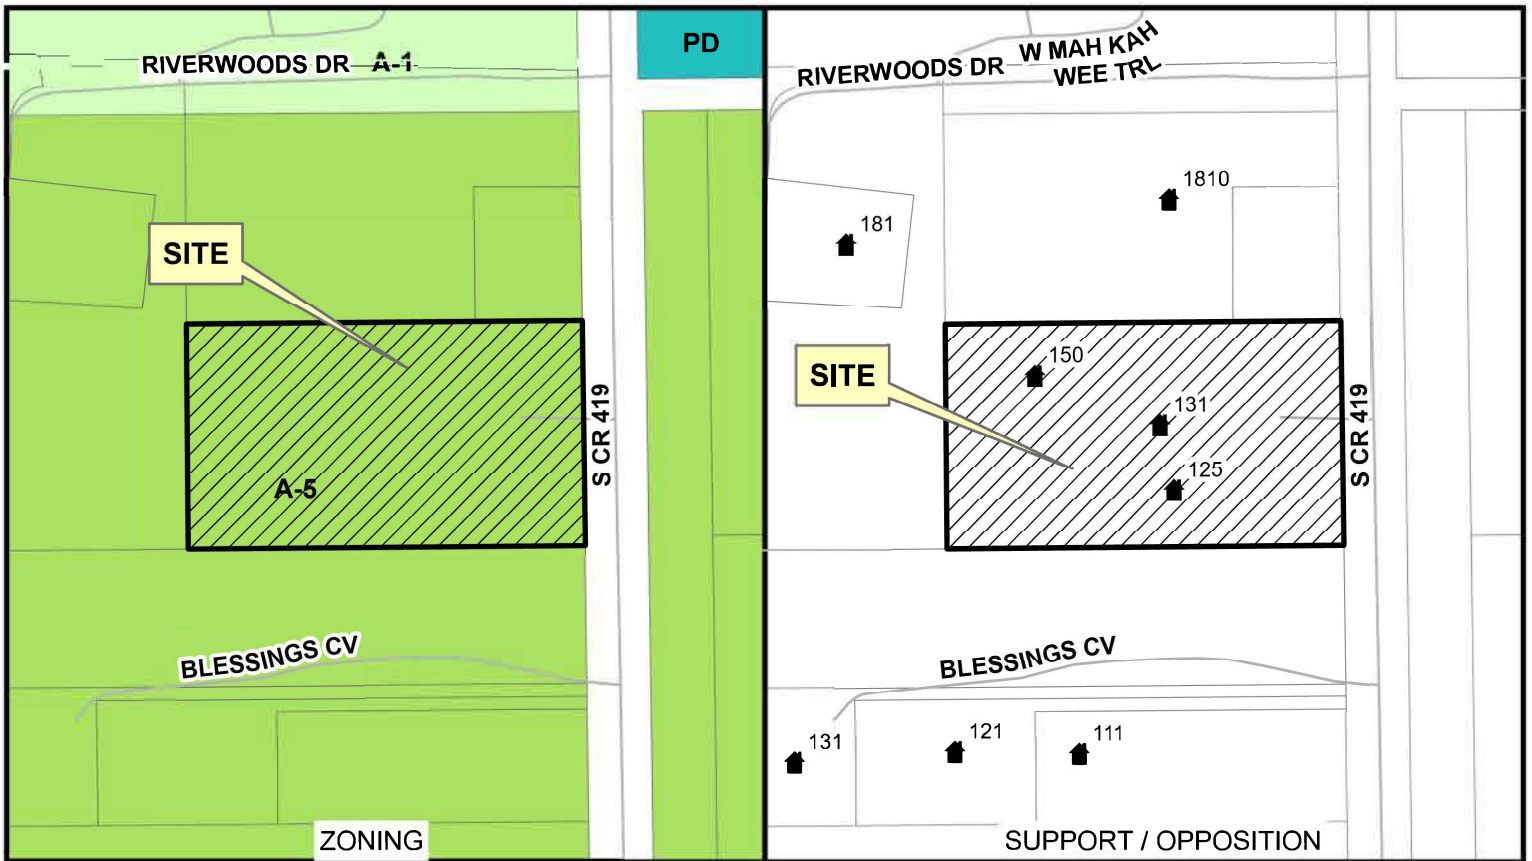 PD
RIVERWOODS DR
A-1
SITE
S CR 419
A-5
BLESSINGS CV
ZONING
W MAH KAH
WEE TRL
RIVERWOODS DR
1810
181
150
SITE
131
S CR 419
125
BLESSINGS CV
131
121
111
SUPPORT / OPPOSITION